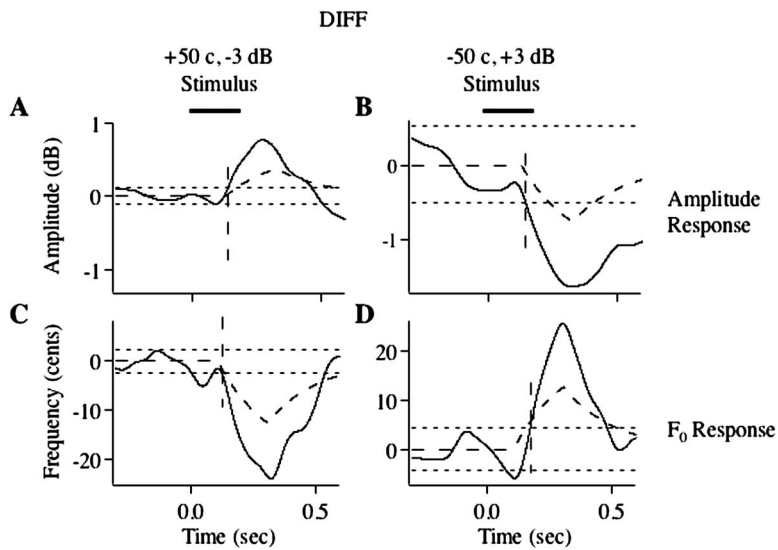 DIFF
+50 c, -3 dB
Stimulus
-50 c, +3 dB
Stimulus
A
Amplitude (dB)
1
0
-1
B
0
-1
Amplitude
Response
C
Frequency (cents)
0
-10
-20
0.0
0.5
Time (sec)
D
20
10
0
0.0
0.5
Time (sec)
F₀ Response